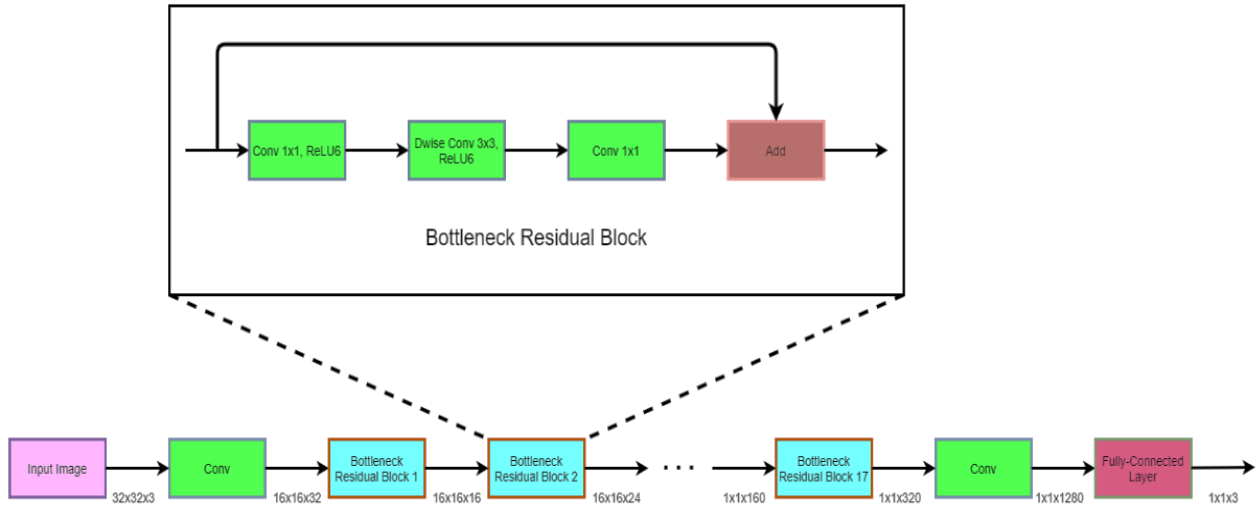 Conv 1x1, ReLU6
Dwise Conv 3x3,
ReLU6
Conv 1x1
Add
Bottleneck Residual Block
Input Image
32x32x3
Conv
16x16x32
Bottleneck
Residual Block 1
16x16x16
Bottleneck
Residual Block 2
16x16x24
...
1x1x160
Bottleneck
Residual Block 17
1x1x320
Conv
1x1x1280
Fully-Connected
Layer
1x1x3